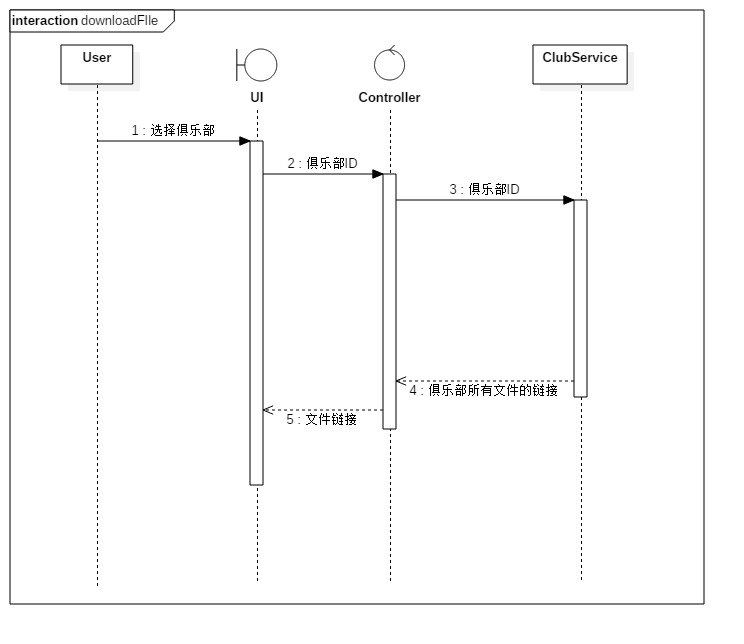 interaction downloadFIle
User
ClubService
UI
Controller
1 : 选择俱乐部
2 : 俱乐部ID
3 : 俱乐部ID
4 : 俱乐部所有文件的链接
5 : 文件链接